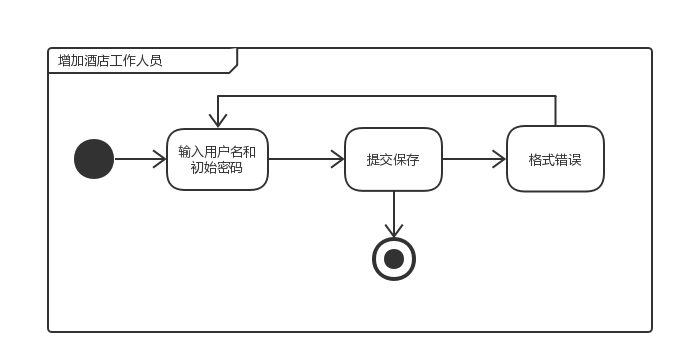 增加酒店工作人员
输入用户名和
初始密码
提交保存
格式错误